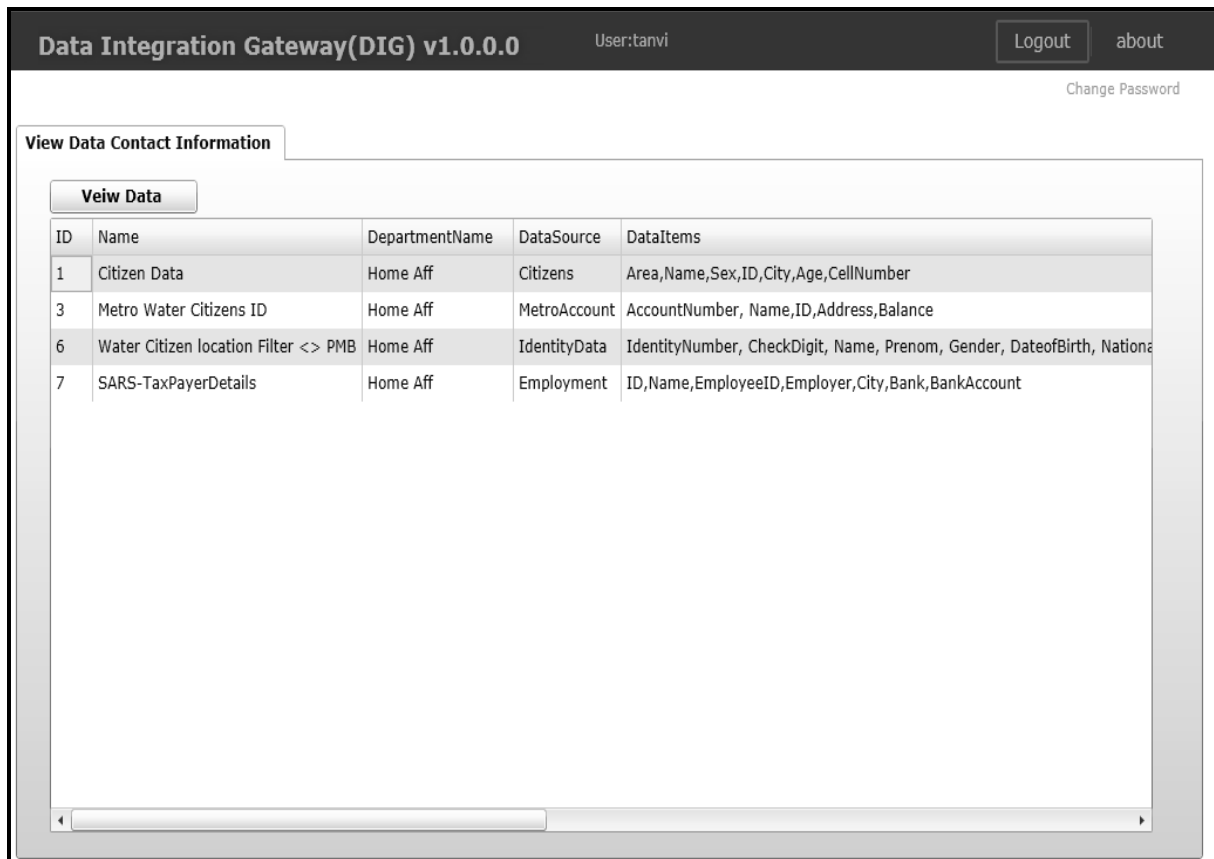 Data Integration Gateway(DIG) v1.0.0.0 User:tanvi Logout about
Change Password
View Data Contact Information
Veiw Data
ID Name DepartmentName DataSource DataItems
1 Citizen Data Home Aff Citizens Area,Name,Sex,ID,City,Age,CellNumber
3 Metro Water Citizens ID Home Aff MetroAccount AccountNumber, Name,ID,Address,Balance
6 Water Citizen location Filter <> PMB Home Aff IdentityData IdentityNumber, CheckDigit, Name, Prenom, Gender, DateofBirth, Nationa
7 SARS-TaxPayerDetails Home Aff Employment ID,Name,EmployeeID,Employer,City,Bank,BankAccount